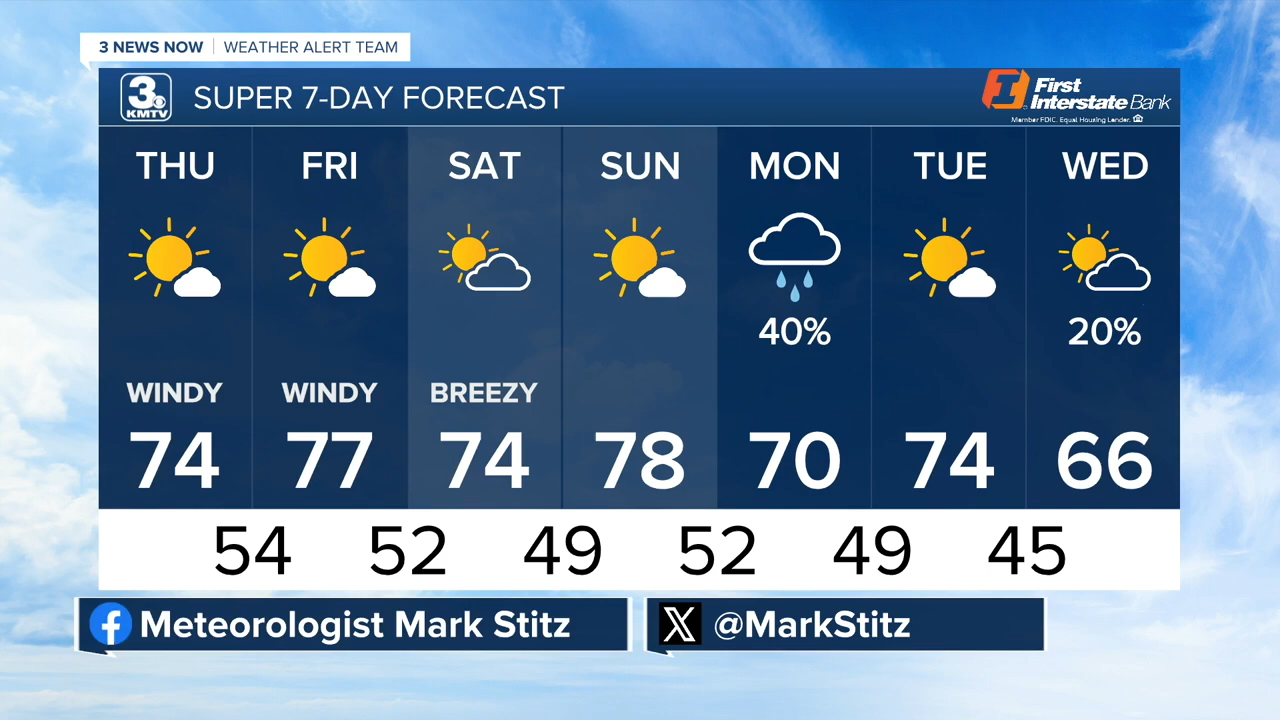 3 NEWS NOW | WEATHER ALERT TEAM
3 KMTV SUPER 7-DAY FORECAST
First
Interstate Bank
Member FDIC. Equal Housing Lender.
THU FRI SAT SUN MON TUE WED
40% 20%
WINDY WINDY BREEZY
74 77 74 78 70 74 66
54 52 49 52 49 45
Meteorologist Mark Stitz
@MarkStitz